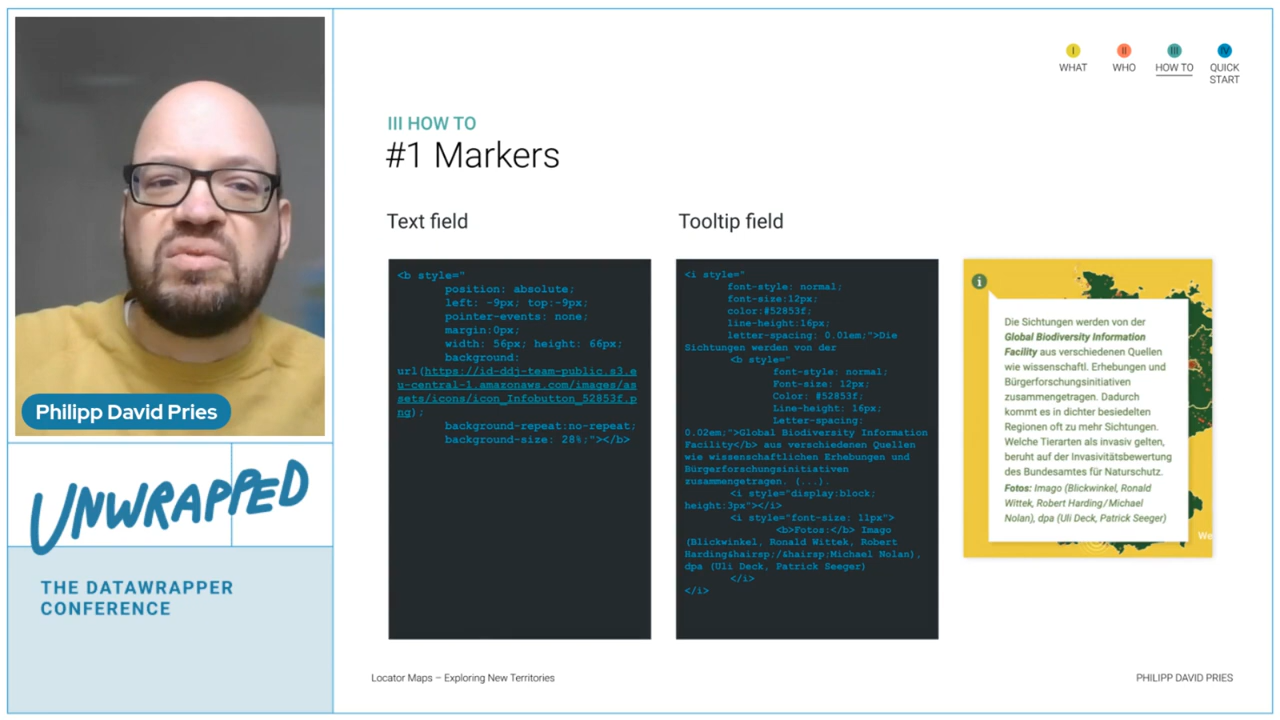 I
II
III
IV
WHAT
WHO
HOW TO
QUICK
START
III HOW TO
#1 Markers
Text field
Tooltip field
<b style="
position: absolute;
left: -9px; top:-9px;
pointer-events: none;
margin:0px;
width: 56px; height: 66px;
background:
url(https://id-ddj-team-public.s3.e
u-central-1.amazonaws.com/images/as
sets/icons/icon_Infobutton_52853f.p
ng);
background-repeat:no-repeat;
background-size: 28%;"></b>
<i style="
font-style: normal;
font-size:12px;
color:#52853f;
line-height:16px;
letter-spacing: 0.01em;">Die
Sichtungen werden von der
<b style="
font-style: normal;
Font-size: 12px;
Color: #52853f;
Line-height: 16px;
Letter-spacing:
0.02em;">Global Biodiversity Information
Facility</b> aus verschiedenen Quellen
wie wissenschaftlichen Erhebungen und
Bürgerforschungsinitiativen
zusammengetragen. (...).
<i style="display:block;
height:3px"></i>
<i style="font-size: 11px">
<b>Fotos:</b> Imago
(Blickwinkel, Ronald Wittek, Robert
Harding&hairsp;/&hairsp;Michael Nolan),
dpa (Uli Deck, Patrick Seeger)
</i>
</i>
i
Die Sichtungen werden von der
Global Biodiversity Information
Facility aus verschiedenen Quellen
wie wissenschaftl. Erhebungen und
Bürgerforschungsinitiativen
zusammengetragen. Dadurch
kommt es in dichter besiedelten
Regionen oft zu mehr Sichtungen.
Welche Tierarten als invasiv gelten,
beruht auf der Invasivitätsbewertung
des Bundesamtes für Naturschutz.
Fotos: Imago (Blickwinkel, Ronald
Wittek, Robert Harding/Michael
Nolan), dpa (Uli Deck, Patrick Seeger)
We
Philipp David Pries
UNWRAPPED
THE DATAWRAPPER
CONFERENCE
Locator Maps – Exploring New Territories
PHILIPP DAVID PRIES